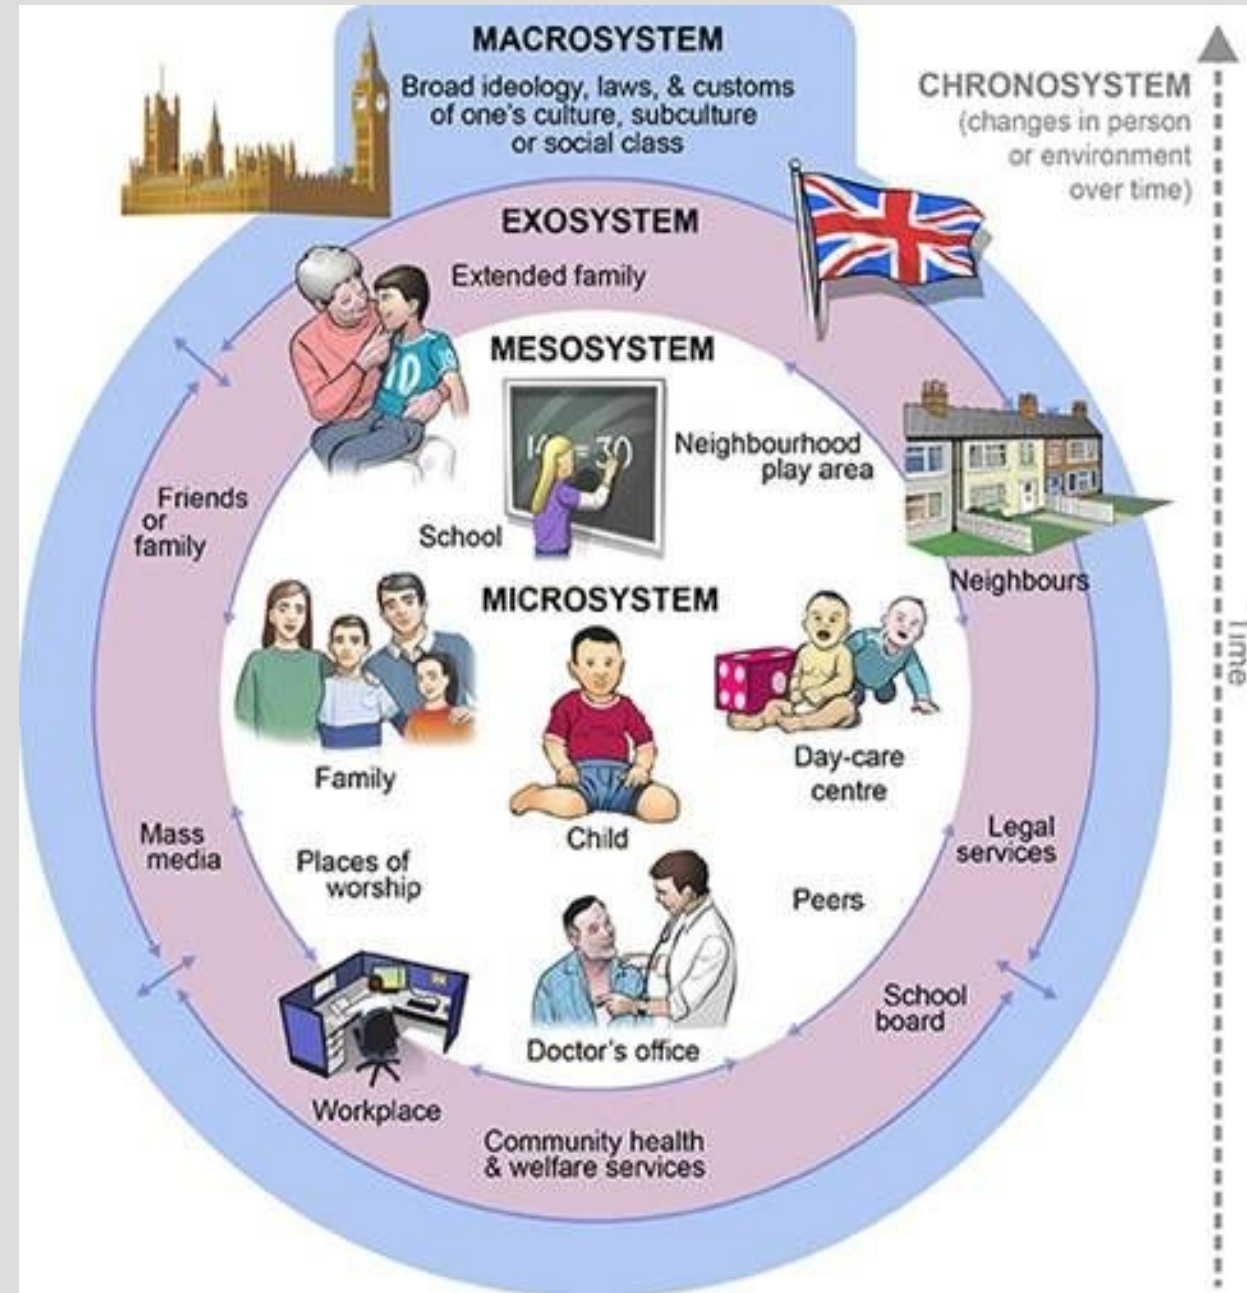 MACROSYSTEM
Broad ideology, laws, & customs
of one's culture, subculture
or social class
CHRONOSYSTEM
(changes in person
or environment
over time)
EXOSYSTEM
Extended family
MESOSYSTEM
Neighbourhood
play area
School
Friends
or
family
Neighbours
MICROSYSTEM
Time
Family
Child
Day-care
centre
Mass
media
Places of
worship
Legal
services
Peers
School
board
Doctor's office
Workplace
Community health
& welfare services